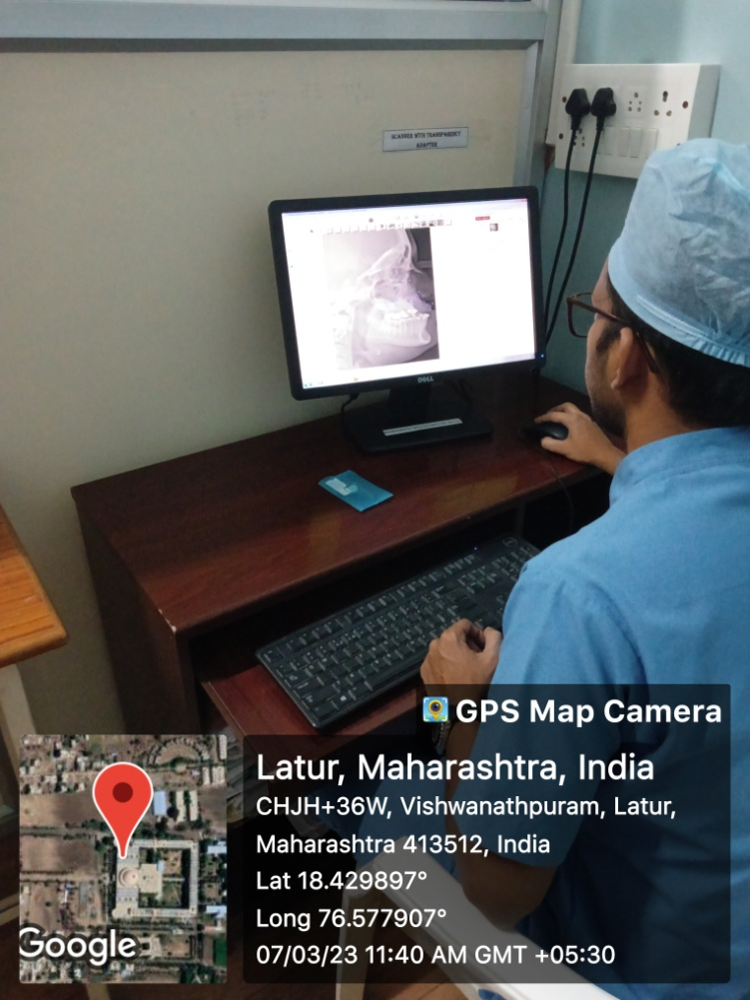 SCANNER WITH TRANSPARENCY
ADAPTER
DELL
GPS Map Camera
Latur, Maharashtra, India
CHJH+36W, Vishwanathpuram, Latur,
Maharashtra 413512, India
Lat 18.429897°
Long 76.577907°
07/03/23 11:40 AM GMT +05:30
Google